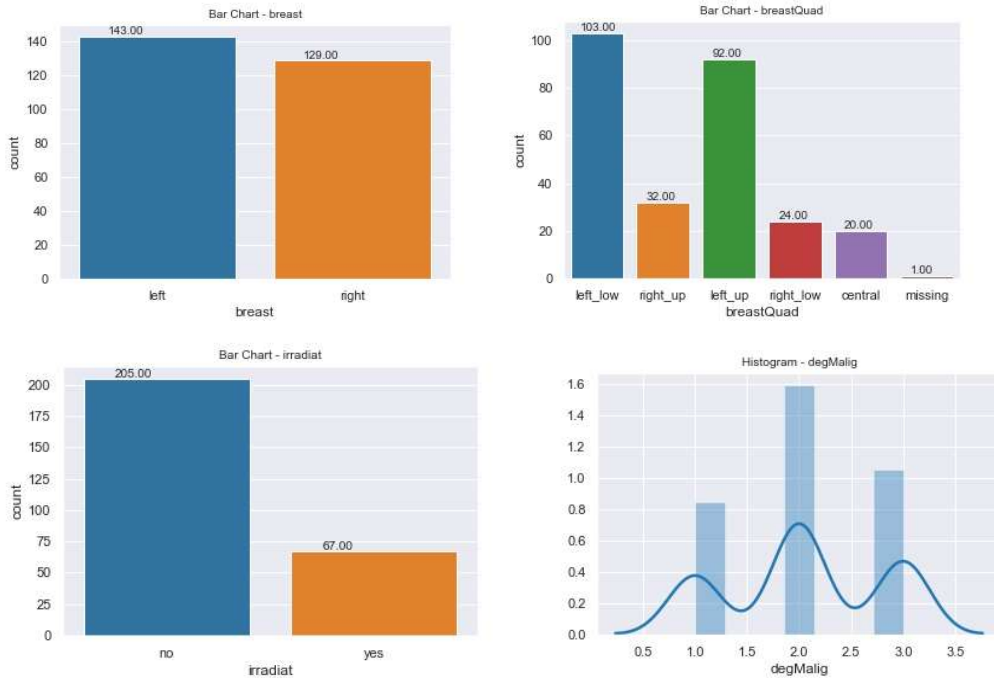 Bar Chart - breast
143.00
129.00
140
120
100
80
60
40
20
0
count
left right
breast
Bar Chart - breastQuad
103.00
92.00
32.00
24.00
20.00
1.00
100
80
60
40
20
0
count
left_low right_up left_up right_low central missing
breastQuad
Bar Chart - irradiat
205.00
67.00
200
175
150
125
100
75
50
25
0
count
no yes
irradiat
Histogram - degMalig
1.6
1.4
1.2
1.0
0.8
0.6
0.4
0.2
0.0
0.5 1.0 1.5 2.0 2.5 3.0 3.5
degMalig